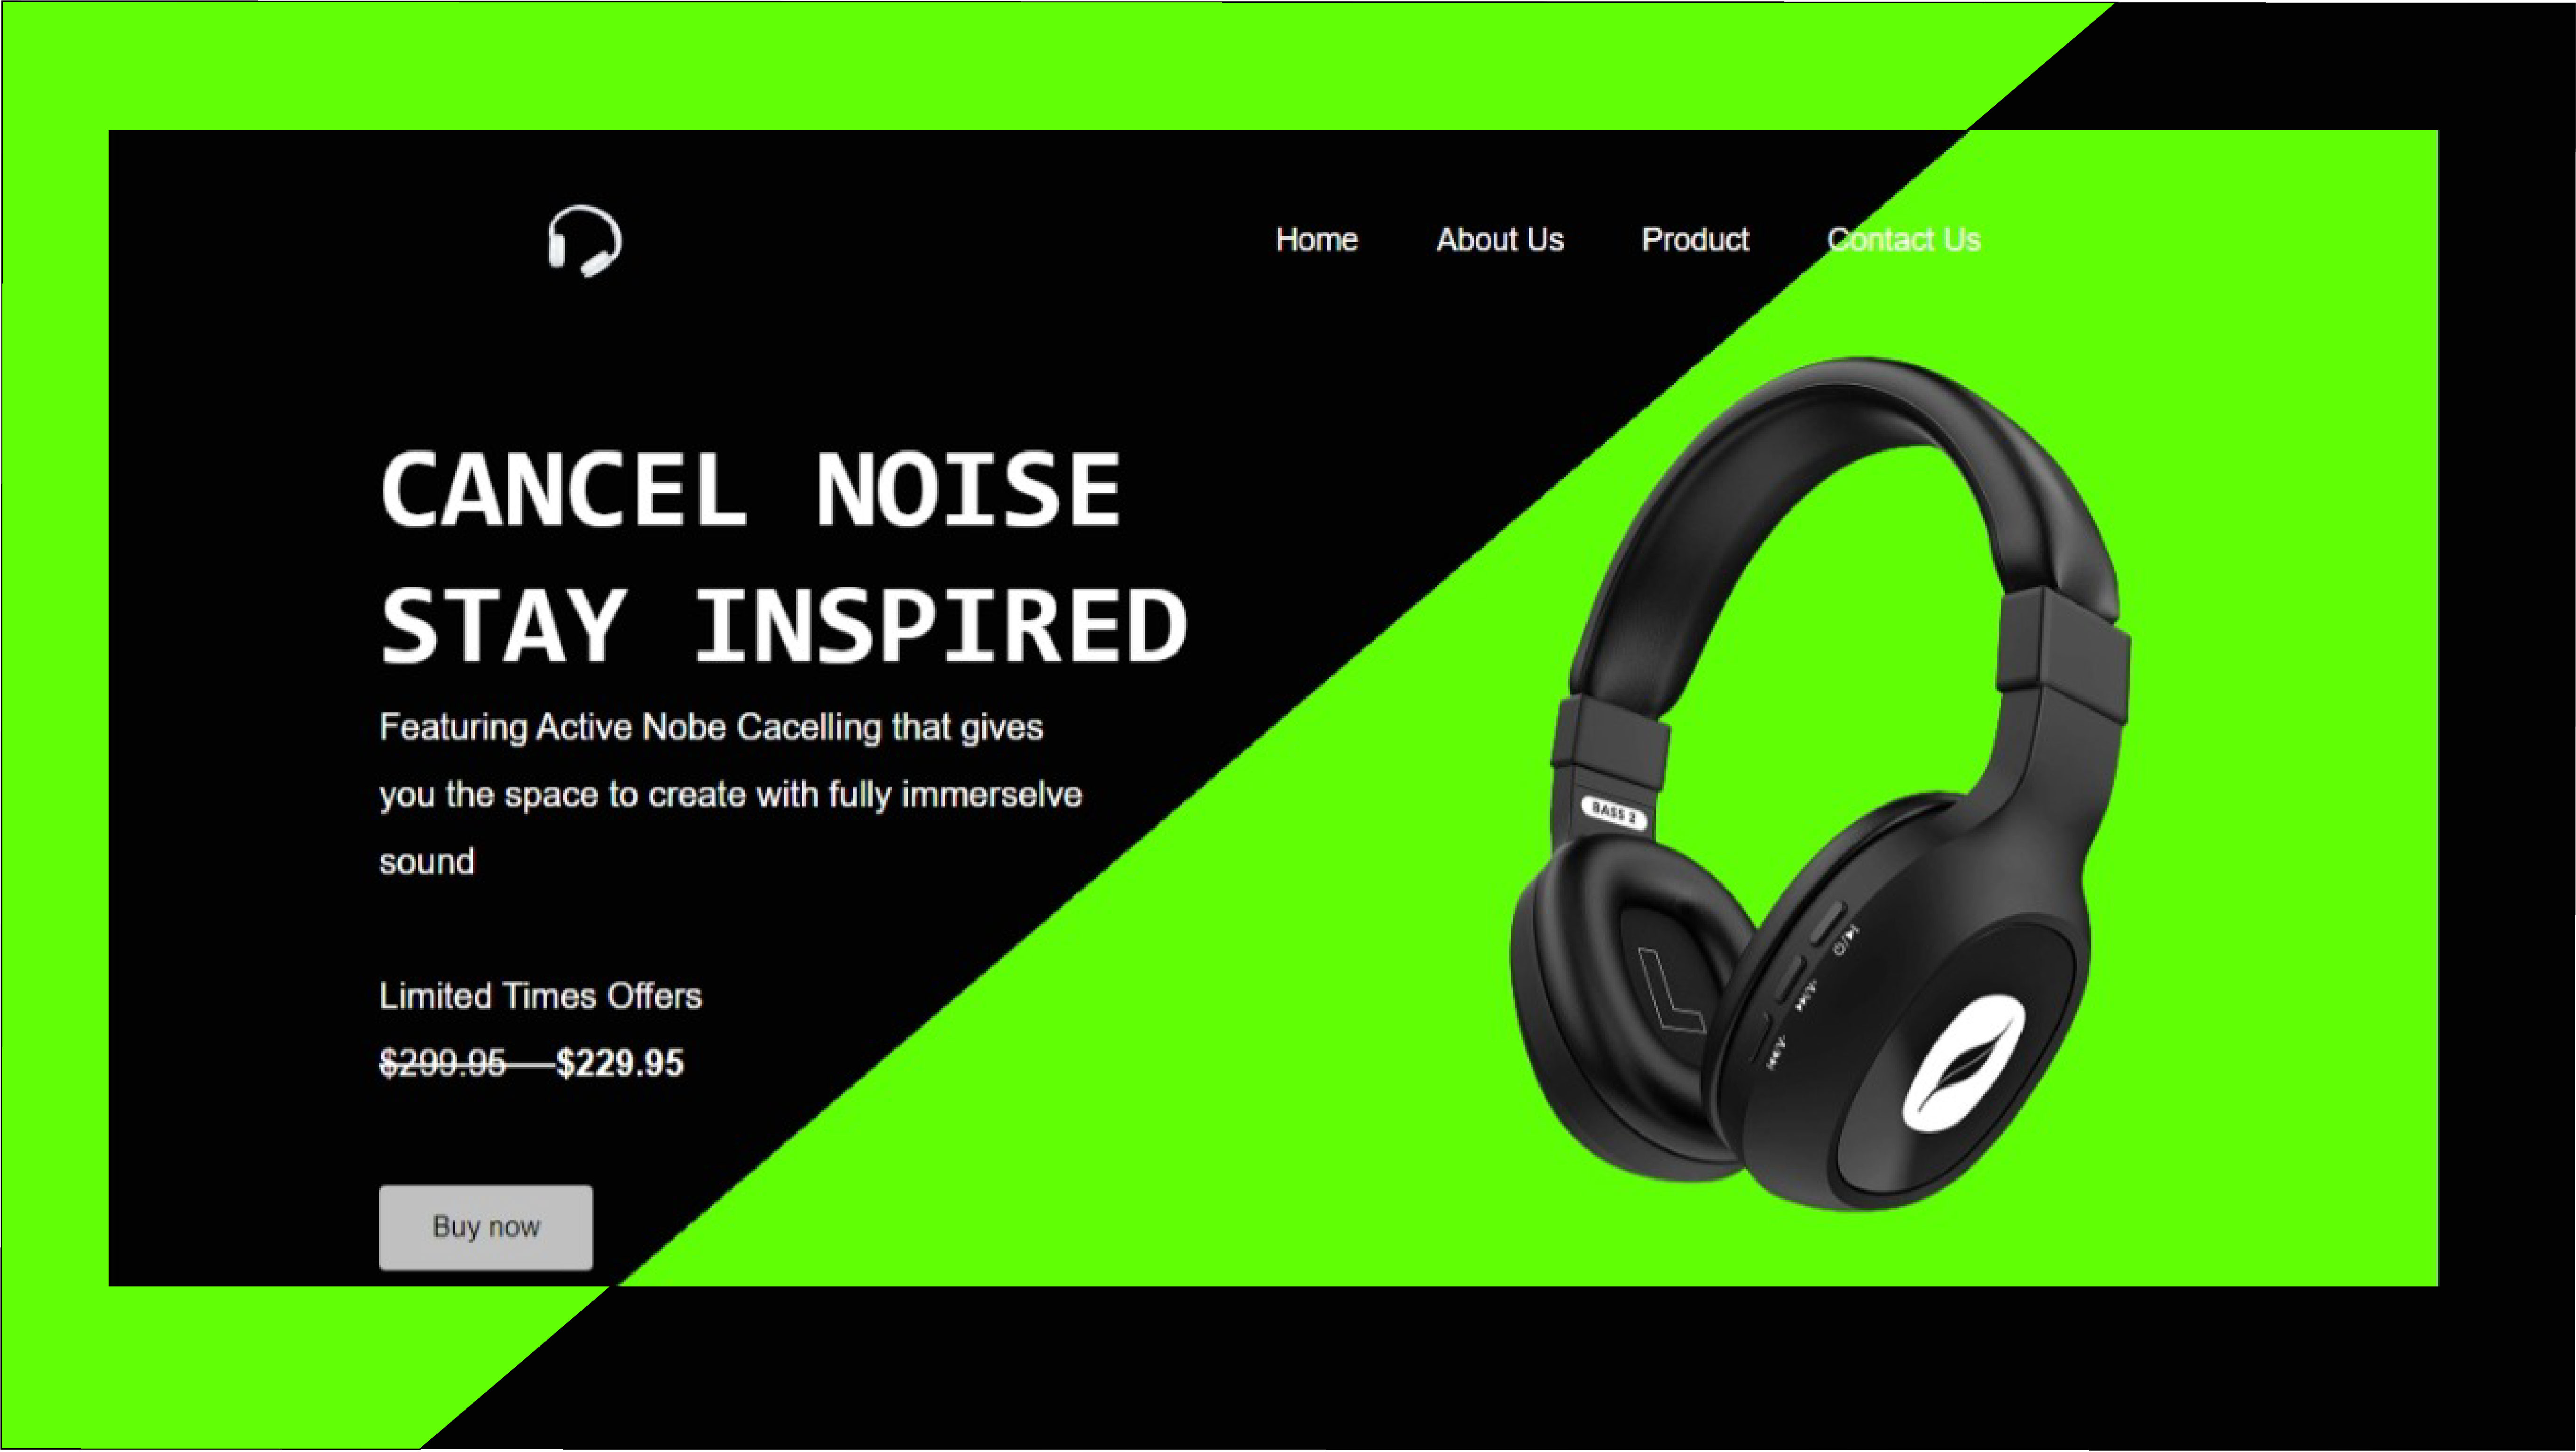 Home About Us Product Contact Us
CANCEL NOISE
STAY INSPIRED
Featuring Active Nobe Cacelling that gives
you the space to create with fully immerselve
sound
Limited Times Offers
$299.95 $229.95
Buy now
BASS 2